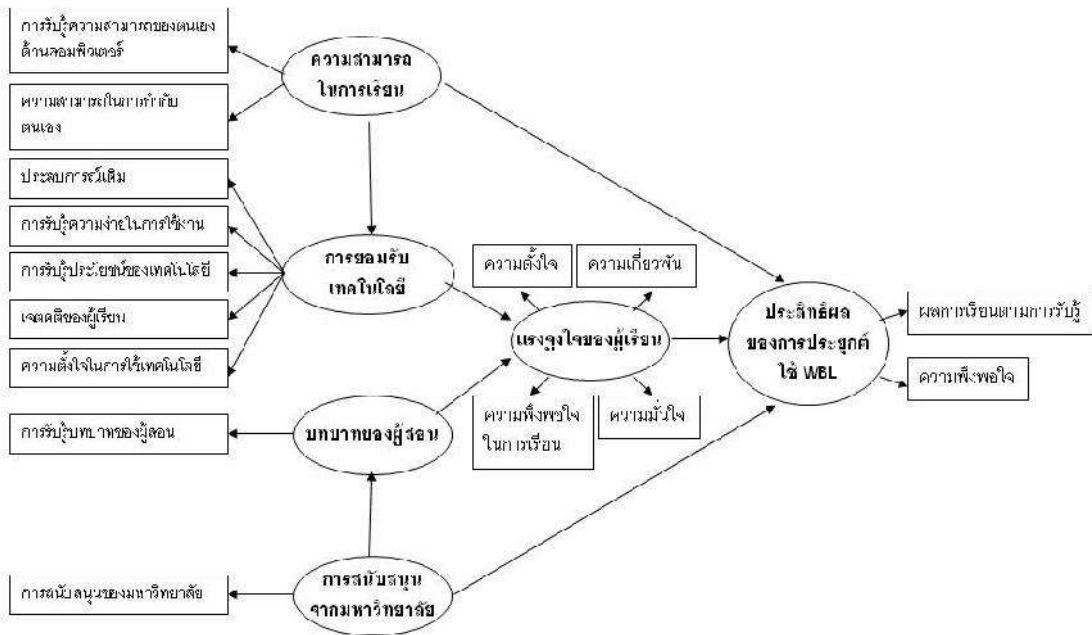 การรับรู้ความสามารถของตนเอง
ด้านคอมพิวเตอร์
ความสามารถในการกำกับ
ตนเอง
ประสบการณ์เดิม
การรับรู้ความง่ายในการใช้งาน
การรับรู้ประโยชน์ของเทคโนโลยี
เจตคติของผู้เรียน
ความตั้งใจในการใช้เทคโนโลยี
การรับรู้บทบาทของผู้สอน
การสนับสนุนของมหาวิทยาลัย
ความสามารถ
ในการเรียน
การยอมรับ
เทคโนโลยี
บทบาทของผู้สอน
การสนับสนุน
จากมหาวิทยาลัย
ความตั้งใจ
ความเกี่ยวพัน
แรงจูงใจของผู้เรียน
ความพึงพอใจ
ในการเรียน
ความมั่นใจ
ประสิทธิผล
ของการประยุกต์
ใช้ WBL
ผลการเรียนตามการรับรู้
ความพึงพอใจ